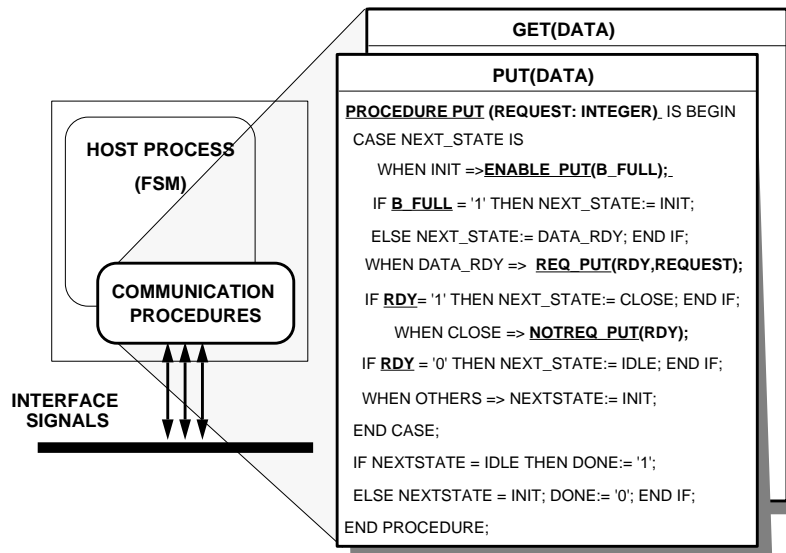 HOST PROCESS
(FSM)
COMMUNICATION
PROCEDURES
INTERFACE
SIGNALS
GET(DATA)
PUT(DATA)
PROCEDURE PUT (REQUEST: INTEGER) IS BEGIN
CASE NEXT_STATE IS
WHEN INIT =>ENABLE_PUT(B_FULL);
IF B_FULL = '1' THEN NEXT_STATE:= INIT;
ELSE NEXT_STATE:= DATA_RDY; END IF;
WHEN DATA_RDY => REQ_PUT(RDY,REQUEST);
IF RDY= '1' THEN NEXT_STATE:= CLOSE; END IF;
WHEN CLOSE => NOTREQ_PUT(RDY);
IF RDY = '0' THEN NEXT_STATE:= IDLE; END IF;
WHEN OTHERS => NEXTSTATE:= INIT;
END CASE;
IF NEXTSTATE = IDLE THEN DONE:= '1';
ELSE NEXTSTATE = INIT; DONE:= '0'; END IF;
END PROCEDURE;